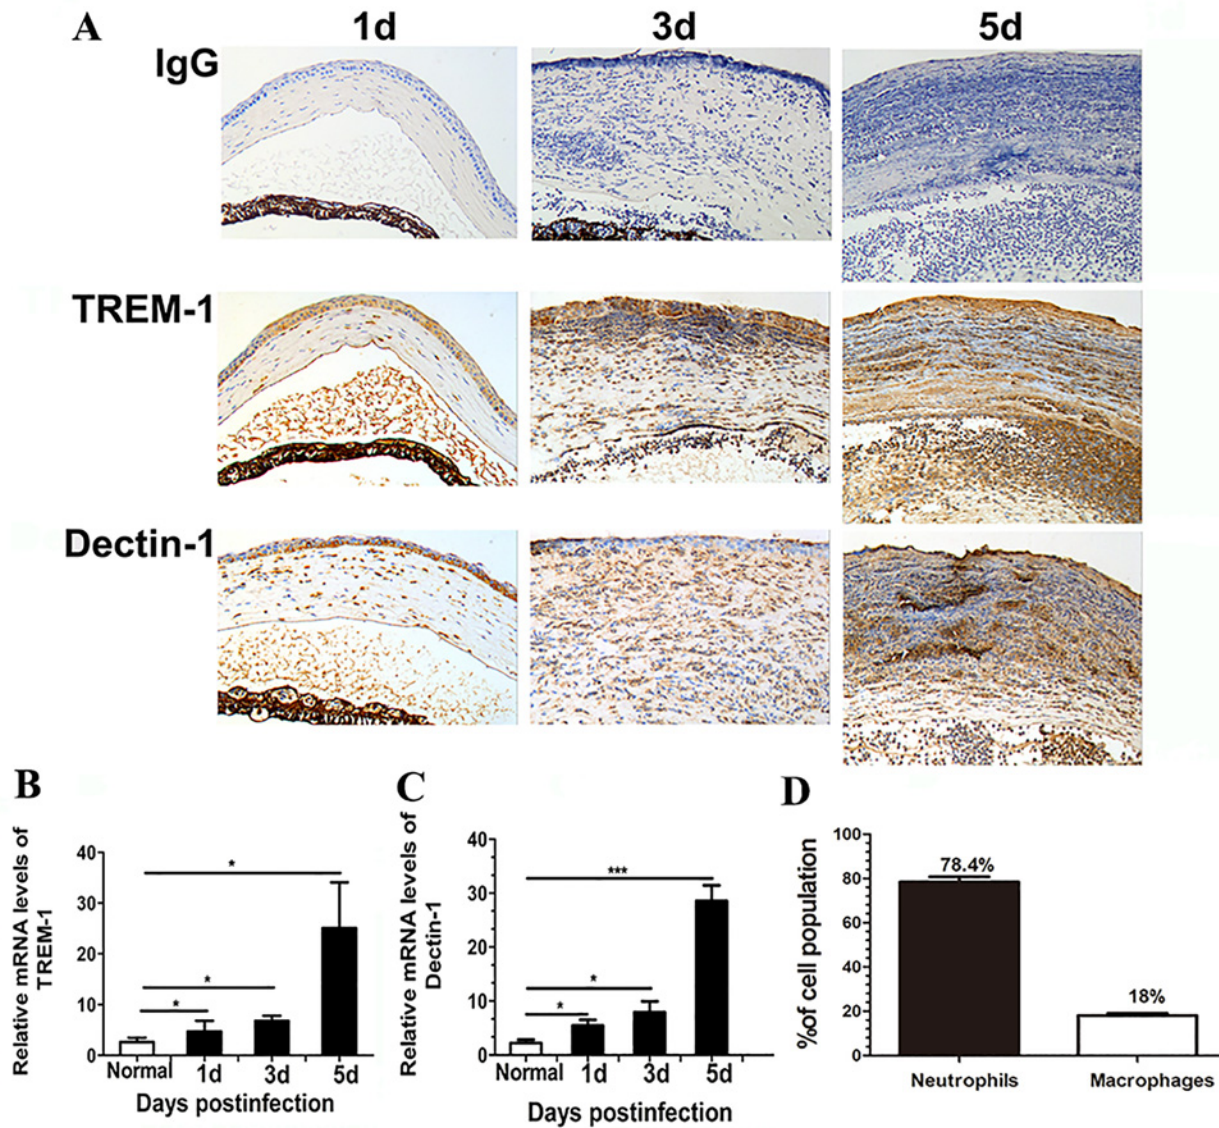 A
1d 3d 5d
IgG
TREM-1
Dectin-1
B
Relative mRNA levels of
TREM-1
40
30
20
10
0
*
*
*
Normal 1d 3d 5d
Days postinfection
C
Relative mRNA levels of
Dectin-1
40
30
20
10
0
***
*
*
Normal 1d 3d 5d
Days postinfection
D
%of cell population
100
80
60
40
20
0
78.4%
18%
Neutrophils Macrophages